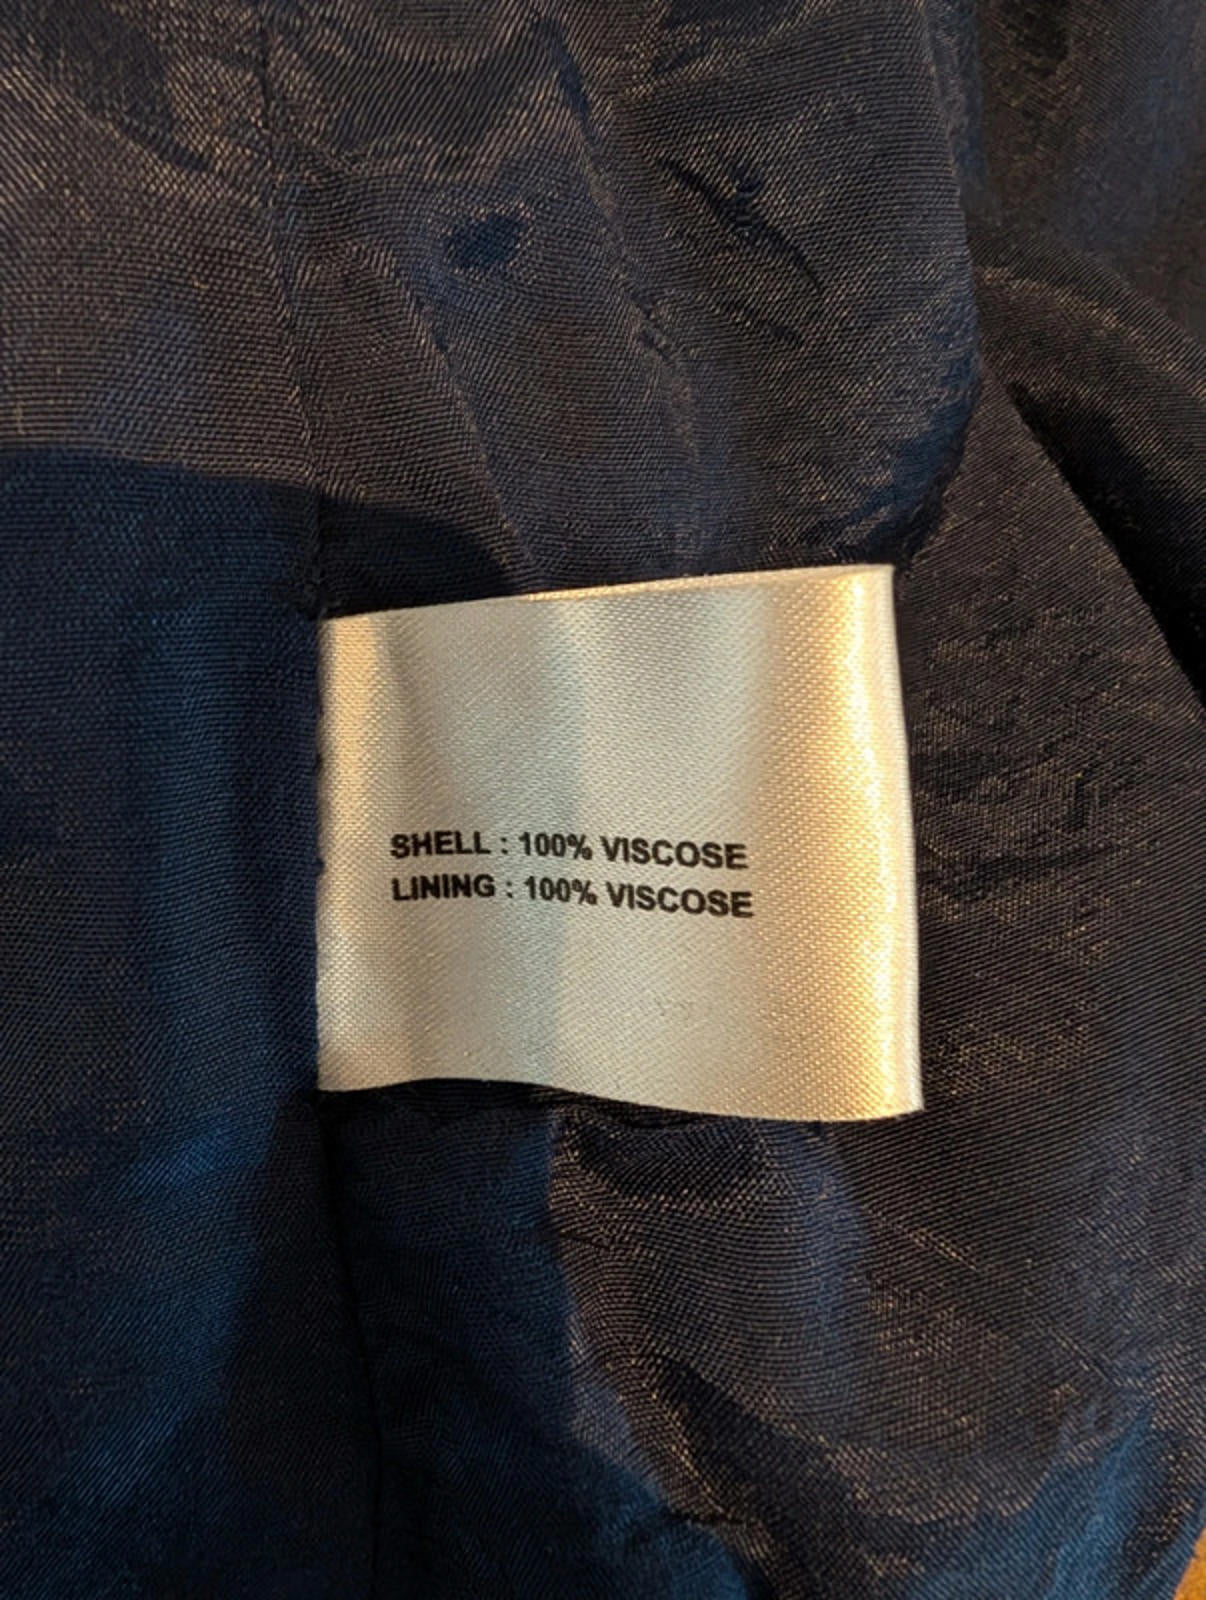 SHELL : 100% VISCOSE
LINING : 100% VISCOSE